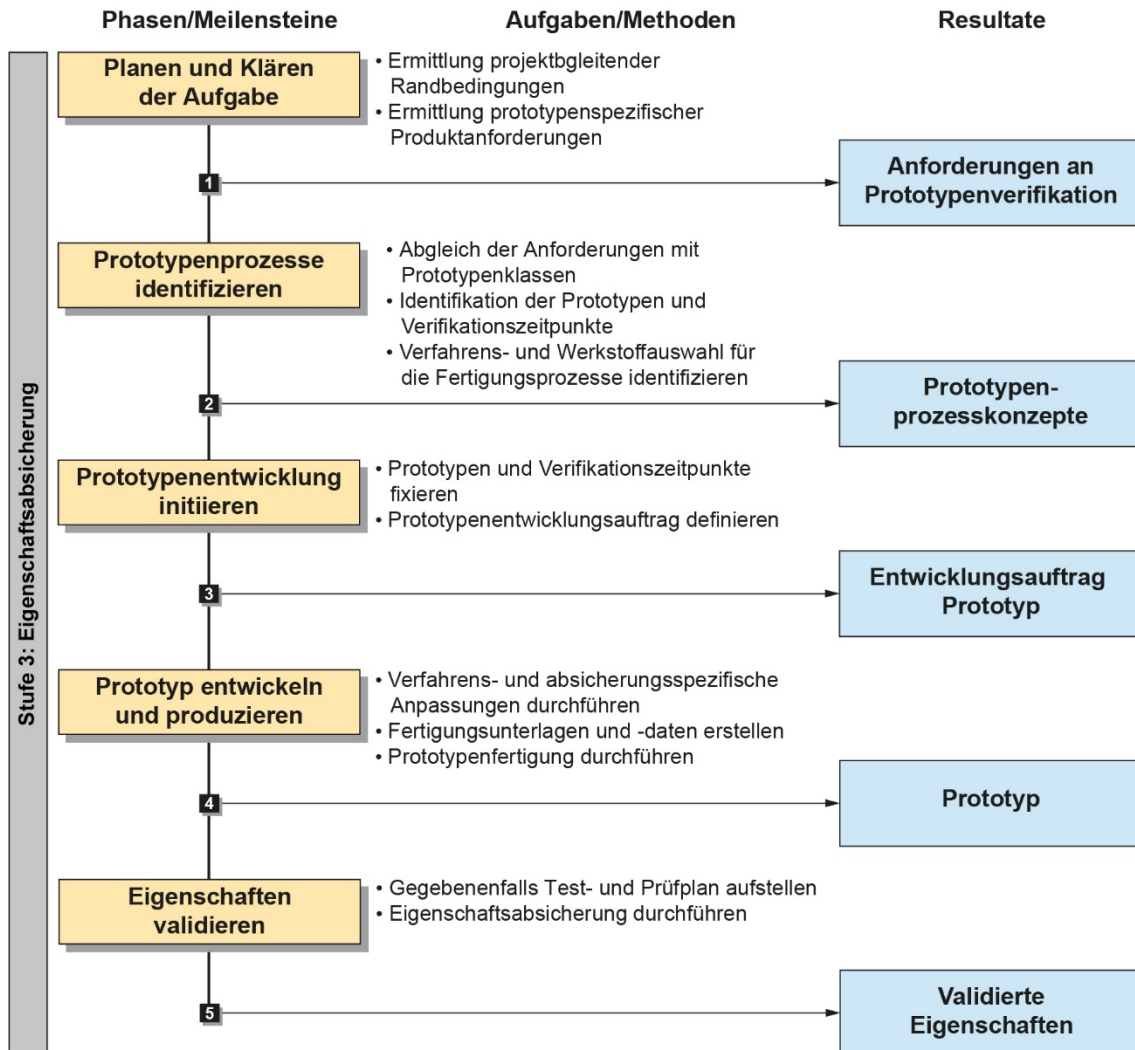 Phasen/Meilensteine
Aufgaben/Methoden
Resultate
Stufe 3: Eigenschaftsabsicherung
Planen und Klären
der Aufgabe
• Ermittlung projektbgleitender
Randbedingungen
• Ermittlung prototypenspezifischer
Produktanforderungen
1
Anforderungen an
Prototypenverifikation
Prototypenprozesse
identifizieren
• Abgleich der Anforderungen mit
Prototypenklassen
• Identifikation der Prototypen und
Verifikationszeitpunkte
• Verfahrens- und Werkstoffauswahl für
die Fertigungsprozesse identifizieren
2
Prototypen-
prozesskonzepte
Prototypenentwicklung
initiieren
• Prototypen und Verifikationszeitpunkte
fixieren
• Prototypenentwicklungsauftrag definieren
3
Entwicklungsauftrag
Prototyp
Prototyp entwickeln
und produzieren
• Verfahrens- und absicherungsspezifische
Anpassungen durchführen
• Fertigungsunterlagen und -daten erstellen
• Prototypenfertigung durchführen
4
Prototyp
Eigenschaften
validieren
• Gegebenenfalls Test- und Prüfplan aufstellen
• Eigenschaftsabsicherung durchführen
5
Validierte
Eigenschaften